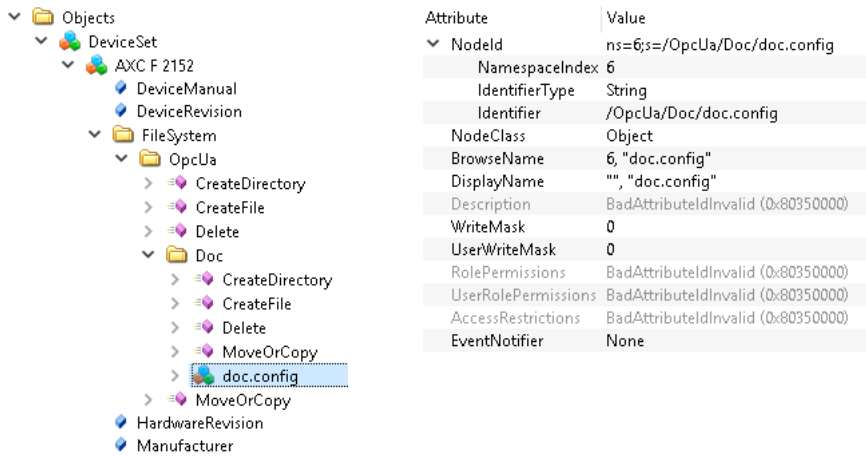 Objects
DeviceSet
AXC F 2152
DeviceManual
DeviceRevision
FileSystem
OpcUa
CreateDirectory
CreateFile
Delete
Doc
CreateDirectory
CreateFile
Delete
MoveOrCopy
doc.config
MoveOrCopy
HardwareRevision
Manufacturer
Attribute Value
NodeId ns=6;s=/OpcUa/Doc/doc.config
NamespaceIndex 6
IdentifierType String
Identifier /OpcUa/Doc/doc.config
NodeClass Object
BrowseName 6, "doc.config"
DisplayName "", "doc.config"
Description BadAttributeIdInvalid (0x80350000)
WriteMask 0
UserWriteMask 0
RolePermissions BadAttributeIdInvalid (0x80350000)
UserRolePermissions BadAttributeIdInvalid (0x80350000)
AccessRestrictions BadAttributeIdInvalid (0x80350000)
EventNotifier None